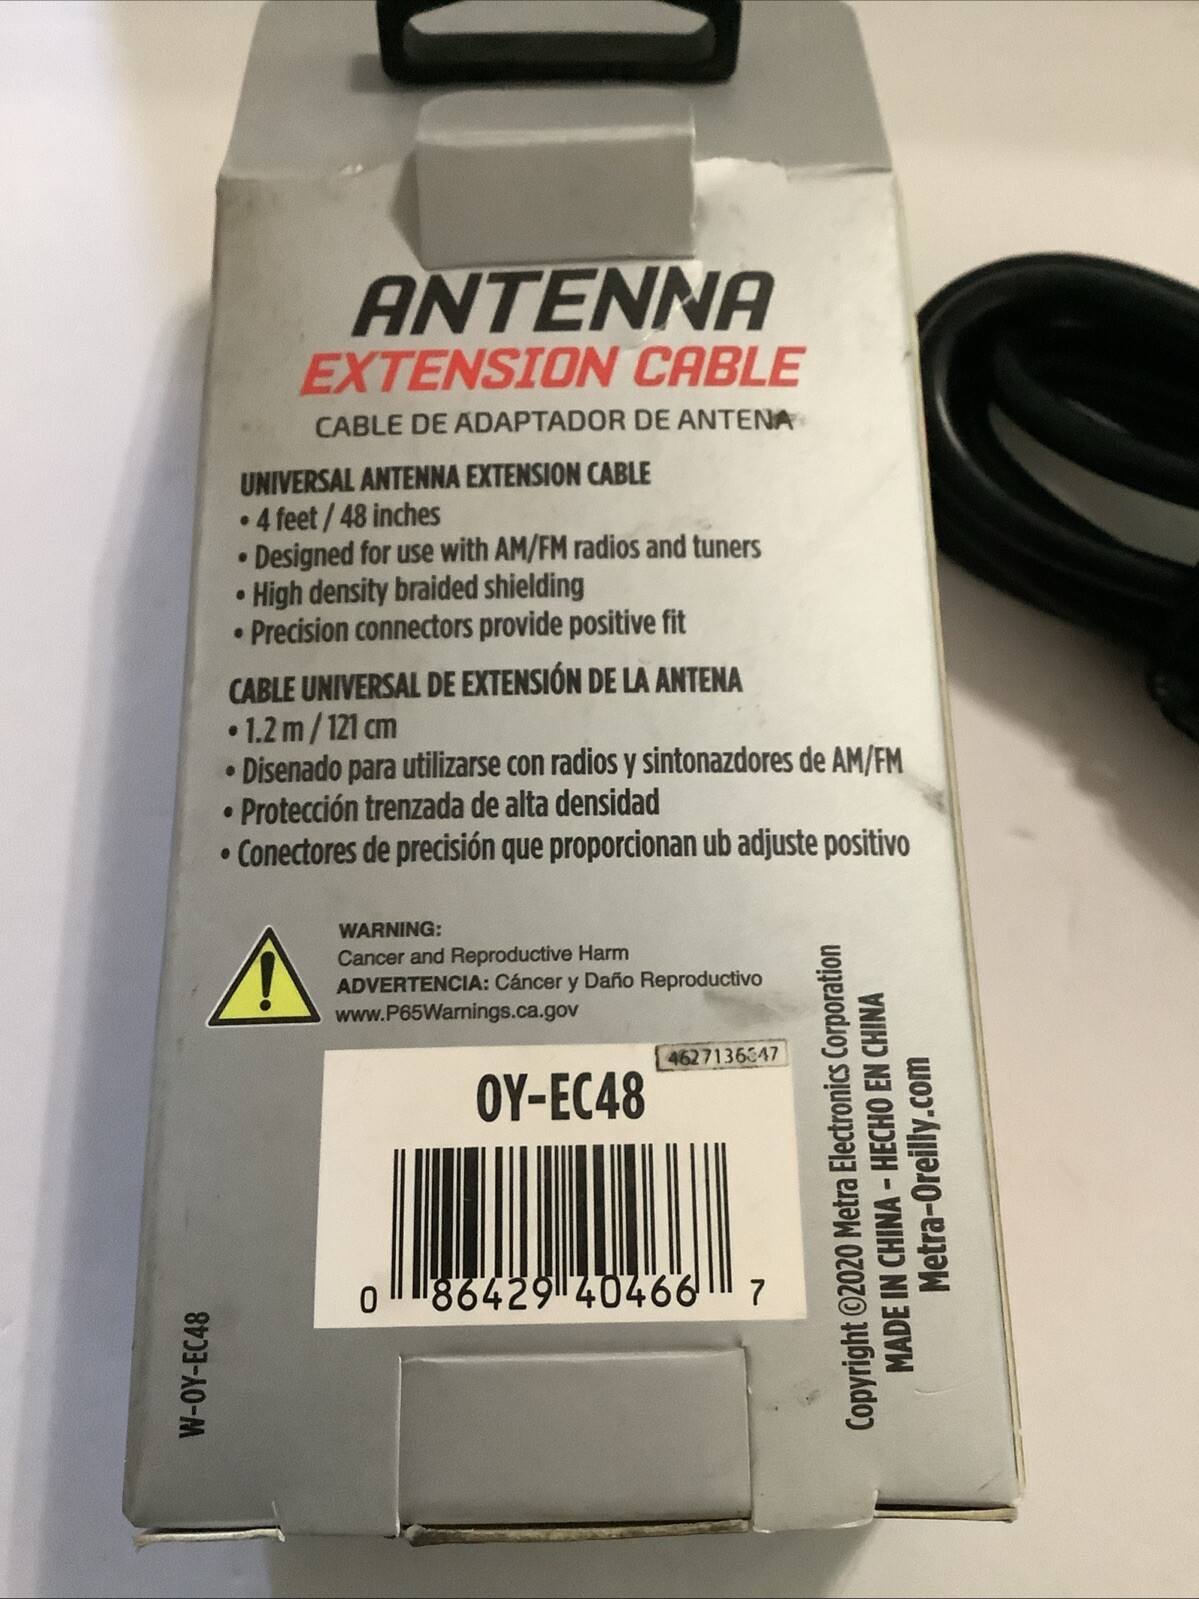 ANTENNA
EXTENSION CABLE
CABLE DE ADAPTADOR DE ANTENA
UNIVERSAL ANTENNA EXTENSION CABLE
• 4 feet / 48 inches
• Designed for use with AM/FM radios and tuners
• High density braided shielding
• Precision connectors provide positive fit
CABLE UNIVERSAL DE EXTENSIÓN DE LA ANTENA
• 1.2 m / 121 cm
• Disenado para utilizarse con radios y sintonazdores de AM/FM
• Protección trenzada de alta densidad
• Conectores de precisión que proporcionan ub adjuste positivo
WARNING:
Cancer and Reproductive Harm
ADVERTENCIA: Cáncer y Daño Reproductivo
www.P65Warnings.ca.gov
OY-EC48
0 86429 40466 7
W-OY-EC48
Copyright ©2020 Metra Electronics Corporation
MADE IN CHINA - HECHO EN CHINA
Metra-Oreilly.com